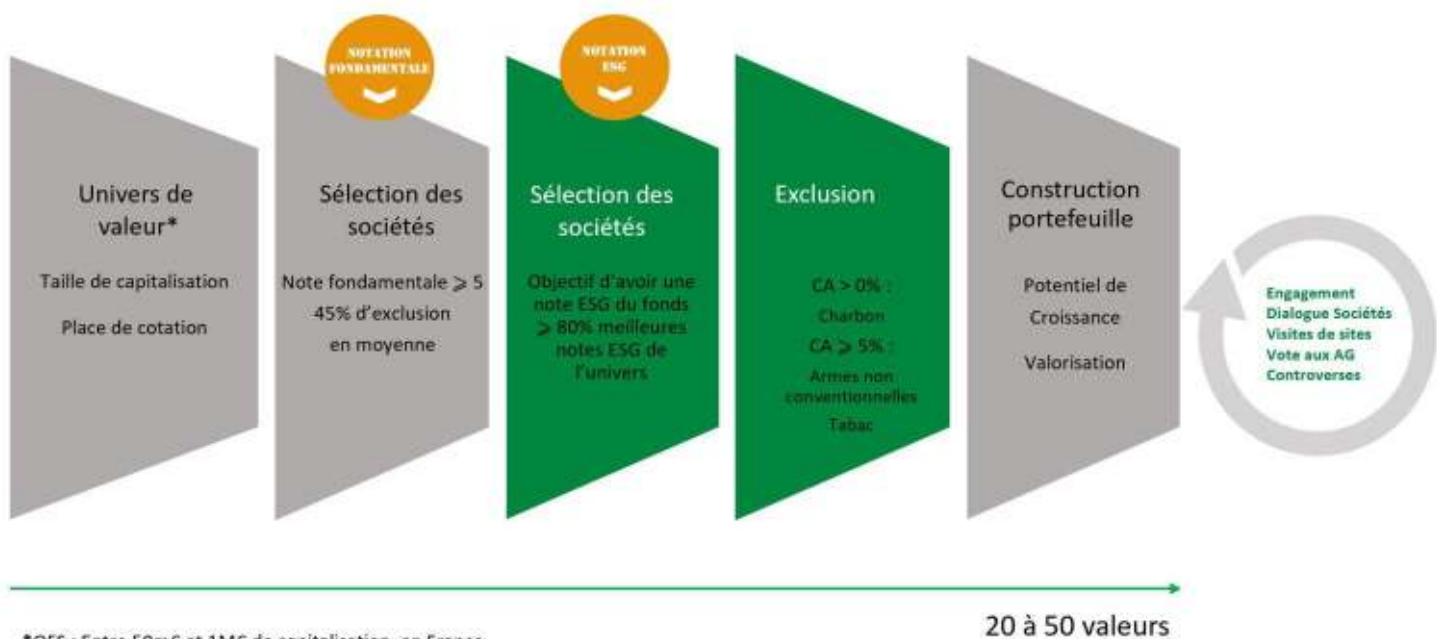 NOTATION
FONDAMENTALE
NOTATION
ESG
Univers de
valeur*
Taille de capitalisation
Place de cotation
Sélection des
sociétés
Note fondamentale ⩾ 5
45% d'exclusion
en moyenne
Sélection des
sociétés
Objectif d'avoir une
note ESG du fonds
⩾ 80% meilleures
notes ESG de
l'univers
Exclusion
CA > 0% :
Charbon
CA ⩾ 5% :
Armes non
conventionnelles
Tabac
Construction
portefeuille
Potentiel de
Croissance
Valorisation
Engagement
Dialogue Sociétés
Visites de sites
Vote aux AG
Controverses
20 à 50 valeurs